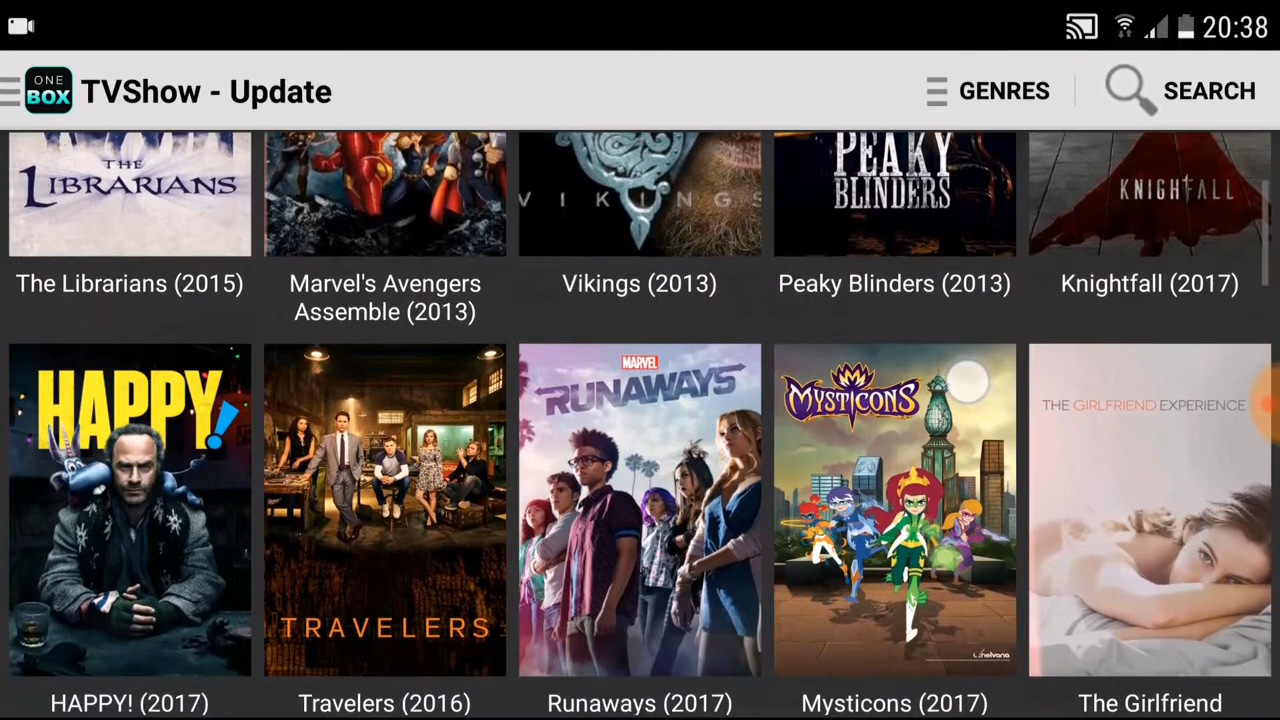 20:38
ONE
BOX
TVShow - Update
GENRES
SEARCH
THE
LIBRARIANS
VIKINGS
PEAKY
BLINDERS
KNIGHTFALL
The Librarians (2015)
Marvel's Avengers
Assemble (2013)
Vikings (2013)
Peaky Blinders (2013)
Knightfall (2017)
HAPPY!
TRAVELERS
MARVEL
RUNAWAYS
MYSTICONS
nelvana
THE GIRLFRIEND EXPERIENCE
HAPPY! (2017)
Travelers (2016)
Runaways (2017)
Mysticons (2017)
The Girlfriend